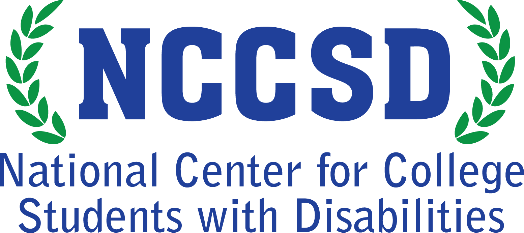 NCCSD
National Center for College
Students with Disabilities